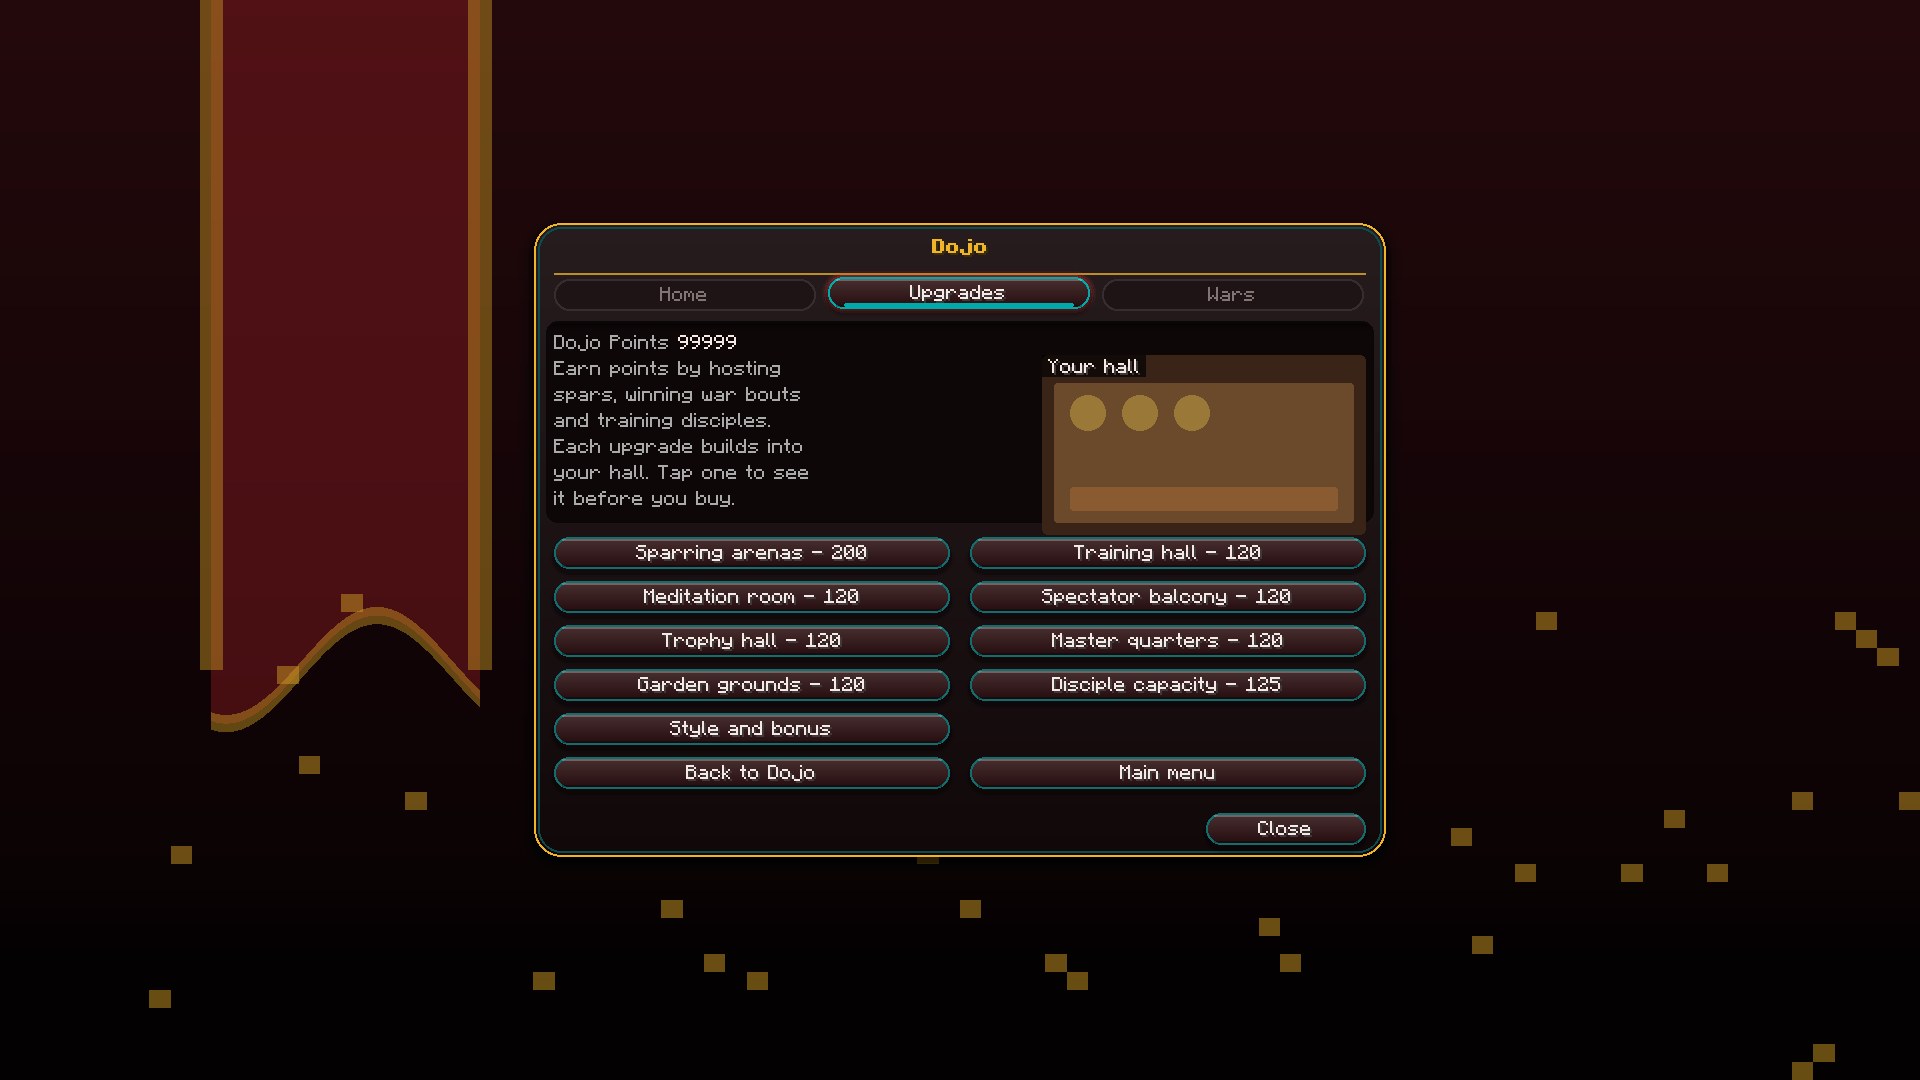 Dojo
Home
Upgrades
Wars
Dojo Points 99999
Earn points by hosting
spars, winning war bouts
and training disciples.
Each upgrade builds into
your hall. Tap one to see
it before you buy.
Your hall
Sparring arenas - 200
Training hall - 120
Meditation room - 120
Spectator balcony - 120
Trophy hall - 120
Master quarters - 120
Garden grounds - 120
Disciple capacity - 125
Style and bonus
Back to Dojo
Main menu
Close